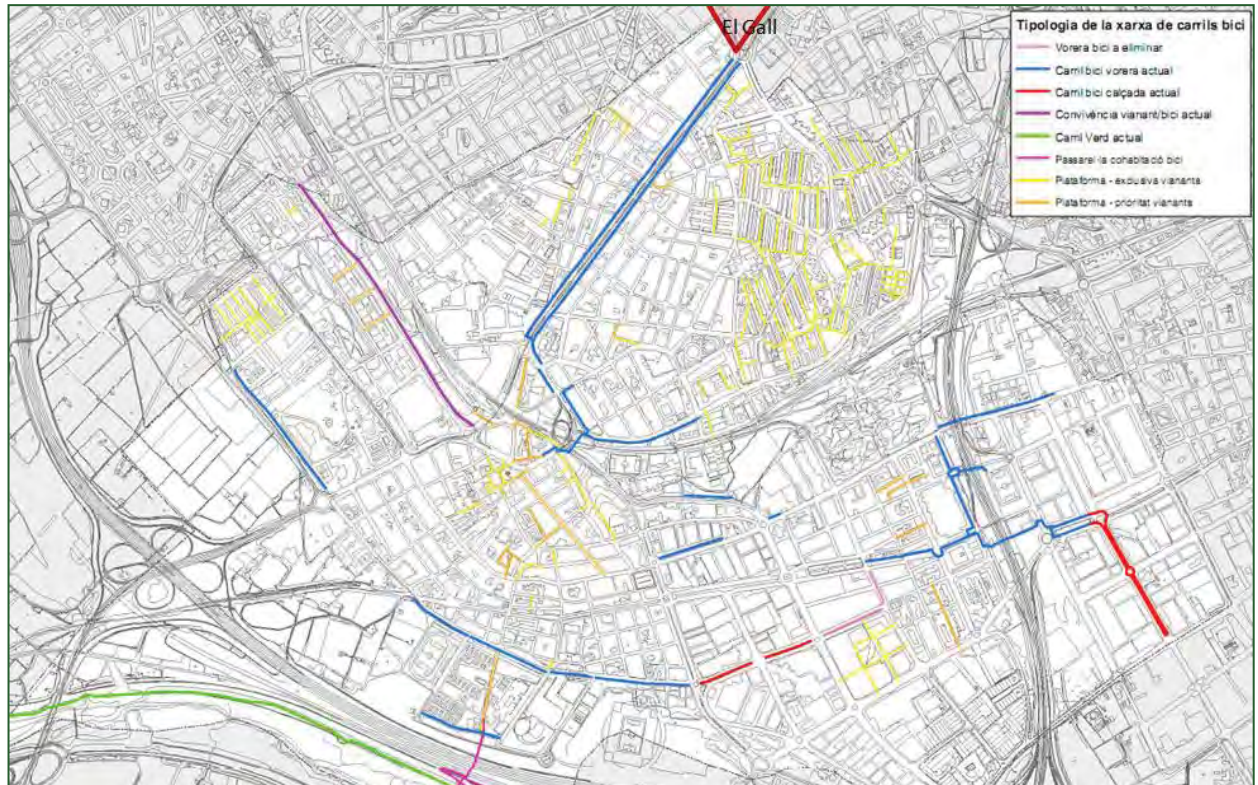 El Gall
Tipologia de la xarxa de carrils bici
Vorera bici a eliminar
Carril bici vorera actual
Carril bici calçada actual
Convivència vianant/bici actual
Carril Verd actual
Passarel·la cohabitació bici
Plataforma - exclusiva vianants
Plataforma - prioritat vianants